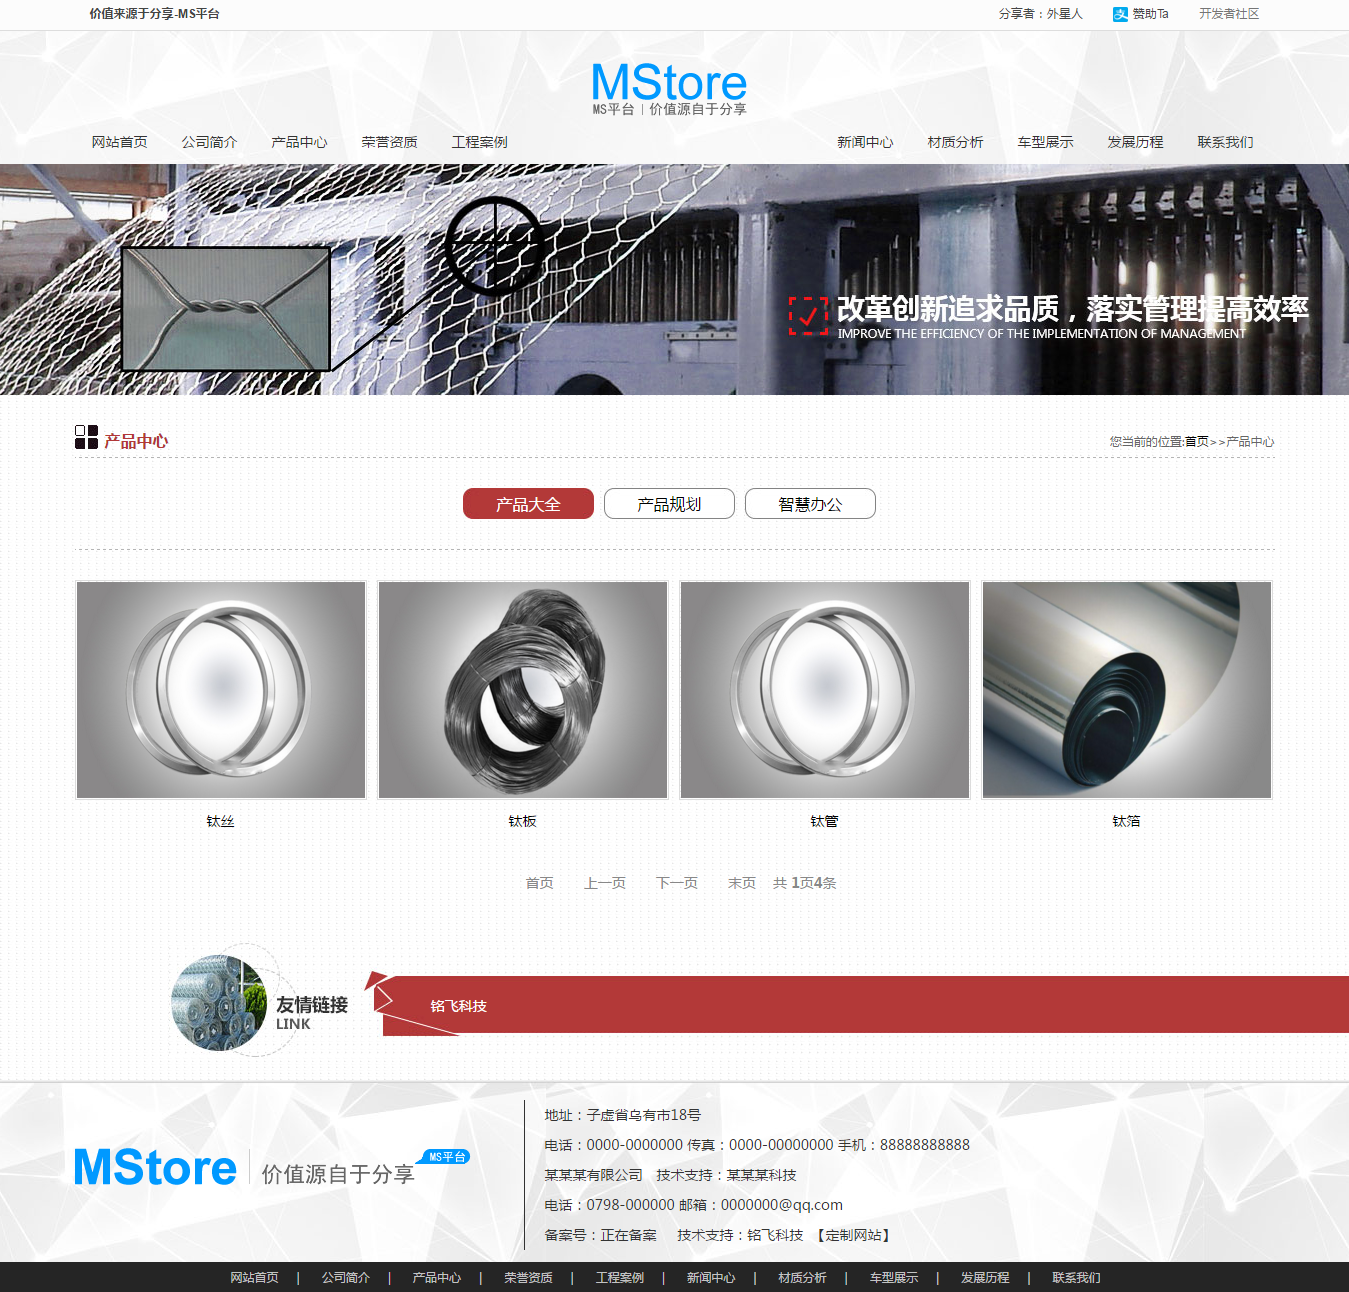 价值来源于分享-MS平台 分享者：外星人 赞助Ta 开发者社区
MStore
MS平台 | 价值源自于分享
网站首页 公司简介 产品中心 荣誉资质 工程案例 新闻中心 材质分析 车型展示 发展历程 联系我们
改革创新追求品质，落实管理提高效率
IMPROVE THE EFFICIENCY OF THE IMPLEMENTATION OF MANAGEMENT
产品中心 您当前的位置:首页>>产品中心
产品大全 产品规划 智慧办公
钛丝 钛板 钛管 钛箔
首页 上一页 下一页 末页 共 1页4条
友情链接
LINK
铭飞科技
地址：子虚省乌有市18号
电话：0000-0000000 传真：0000-00000000 手机：88888888888
MStore 价值源自于分享 MS平台
某某某有限公司 技术支持：某某某科技
电话：0798-000000 邮箱：0000000@qq.com
备案号：正在备案 技术支持：铭飞科技 【定制网站】
网站首页 | 公司简介 | 产品中心 | 荣誉资质 | 工程案例 | 新闻中心 | 材质分析 | 车型展示 | 发展历程 | 联系我们